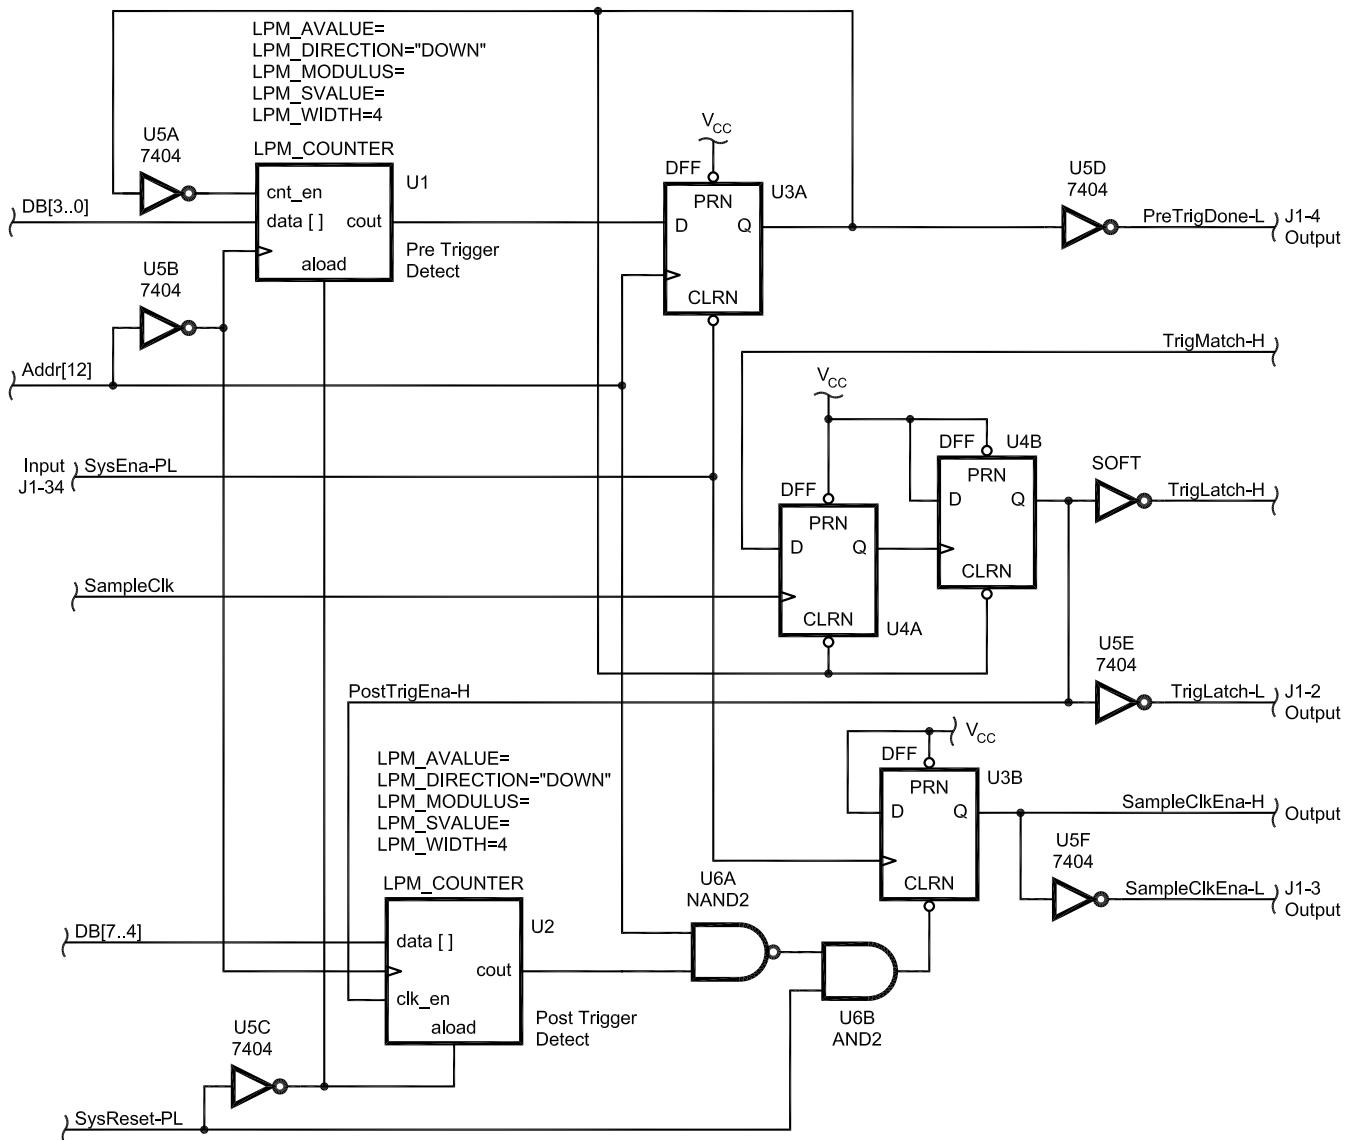 LPM_AVALUE=
LPM_DIRECTION="DOWN"
LPM_MODULUS=
LPM_SVALUE=
LPM_WIDTH=4
U5A
7404
LPM_COUNTER
U1
cnt_en
data [ ]
cout
aload
Pre Trigger
Detect
DB[3..0]
U5B
7404
Addr[12]
VCC
DFF
U3A
PRN
D
Q
CLRN
U5D
7404
PreTrigDone-L
J1-4
Output
TrigMatch-H
Input
J1-34
SysEna-PL
VCC
DFF
U4B
PRN
D
Q
CLRN
SOFT
TrigLatch-H
DFF
PRN
D
Q
CLRN
U4A
SampleClk
U5E
7404
TrigLatch-L
J1-2
Output
PostTrigEna-H
VCC
DFF
U3B
PRN
D
Q
CLRN
SampleClkEna-H
Output
U5F
7404
SampleClkEna-L
J1-3
Output
LPM_AVALUE=
LPM_DIRECTION="DOWN"
LPM_MODULUS=
LPM_SVALUE=
LPM_WIDTH=4
LPM_COUNTER
U2
DB[7..4]
data [ ]
cout
clk_en
aload
Post Trigger
Detect
U6A
NAND2
U6B
AND2
U5C
7404
SysReset-PL